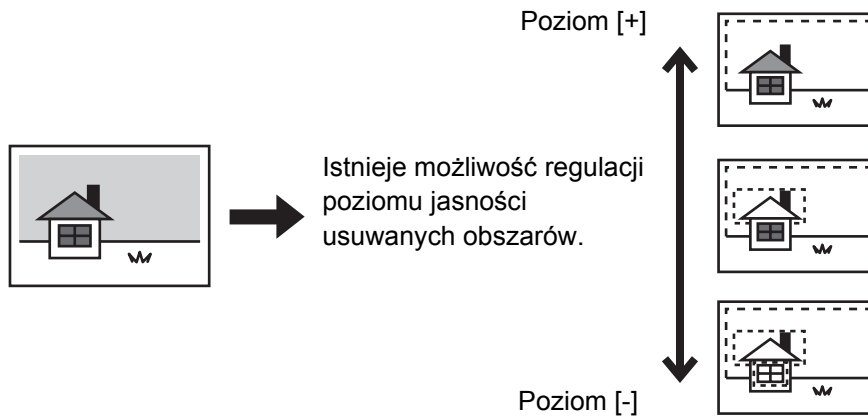 Poziom [+]
Istnieje możliwość regulacji
poziomu jasności
usuwanych obszarów.
Poziom [-]